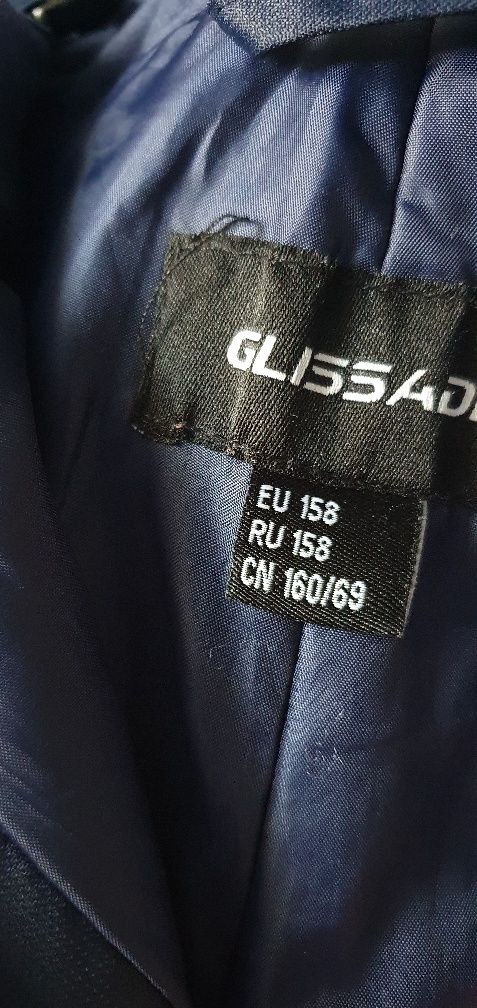 GLISSAD
EU 158
RU 158
CN 160/69